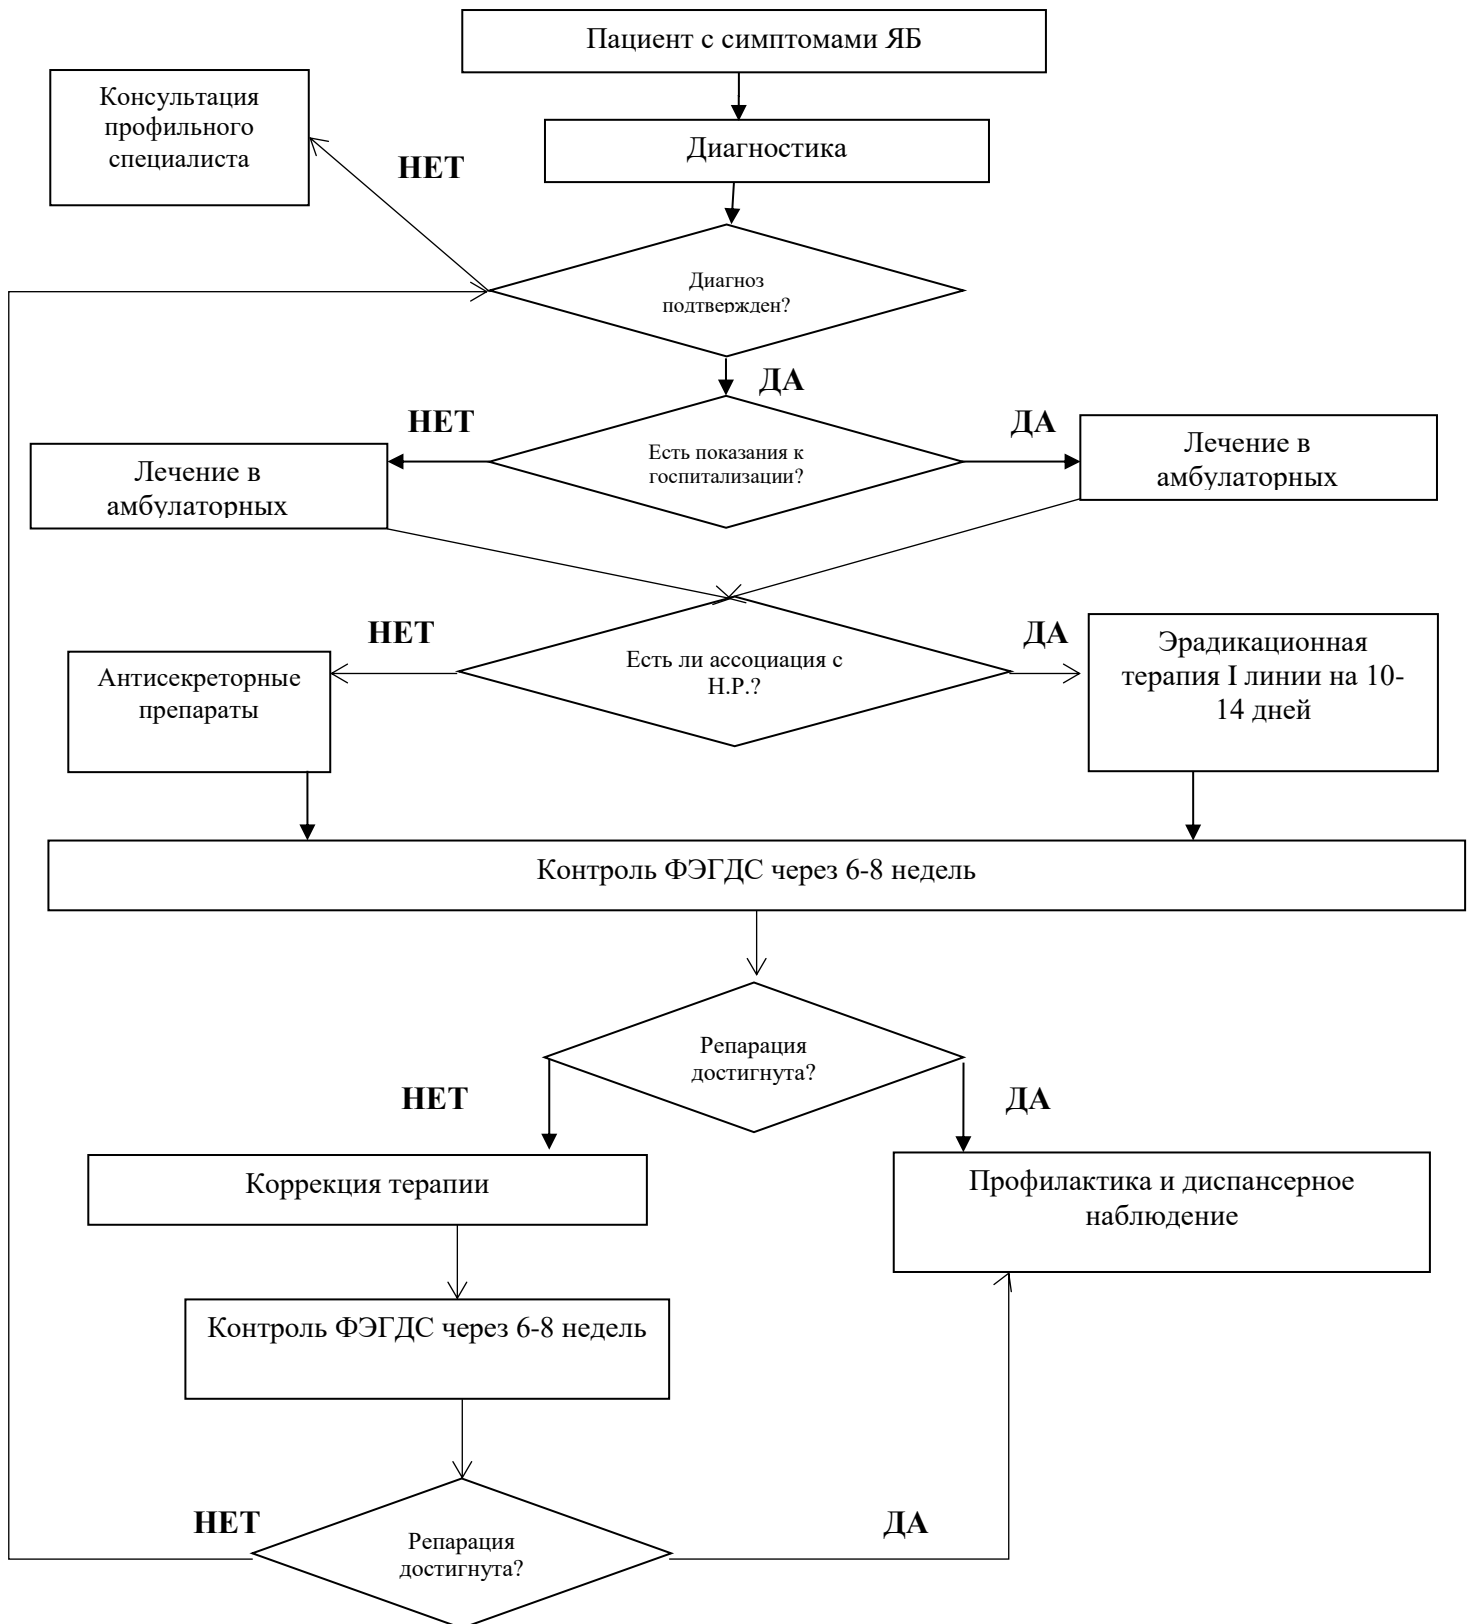 Пациент с симптомами ЯБ
Консультация
профильного
специалиста
Диагностика
НЕТ
Диагноз
подтвержден?
ДА
НЕТ
ДА
Лечение в
амбулаторных
Есть показания к
госпитализации?
Лечение в
амбулаторных
НЕТ
ДА
Антисекреторные
препараты
Есть ли ассоциация с
Н.Р.?
Эрадикационная
терапия I линии на 10-
14 дней
Контроль ФЭГДС через 6-8 недель
Репарация
достигнута?
НЕТ
ДА
Коррекция терапии
Профилактика и диспансерное
наблюдение
Контроль ФЭГДС через 6-8 недель
НЕТ
ДА
Репарация
достигнута?